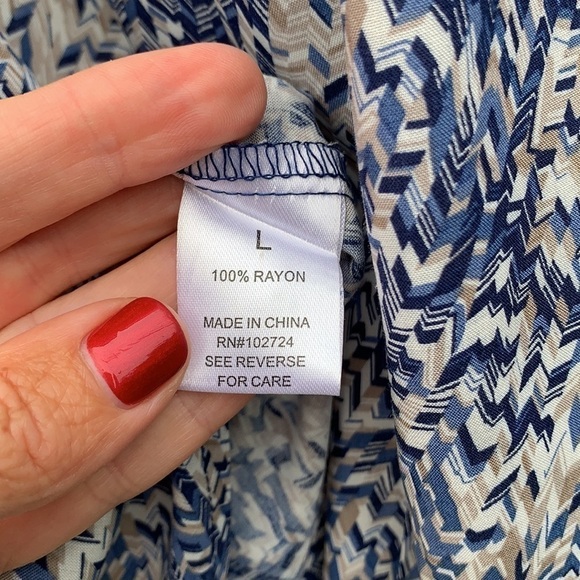 L
100% RAYON
MADE IN CHINA
RN#102724
SEE REVERSE
FOR CARE